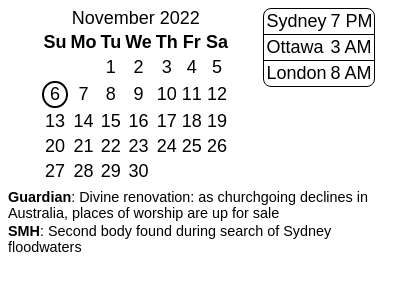 November 2022
Su Mo Tu We Th Fr Sa
1 2 3 4 5
6 7 8 9 10 11 12
13 14 15 16 17 18 19
20 21 22 23 24 25 26
27 28 29 30
Sydney 7 PM
Ottawa 3 AM
London 8 AM
Guardian: Divine renovation: as churchgoing declines in
Australia, places of worship are up for sale
SMH: Second body found during search of Sydney
floodwaters